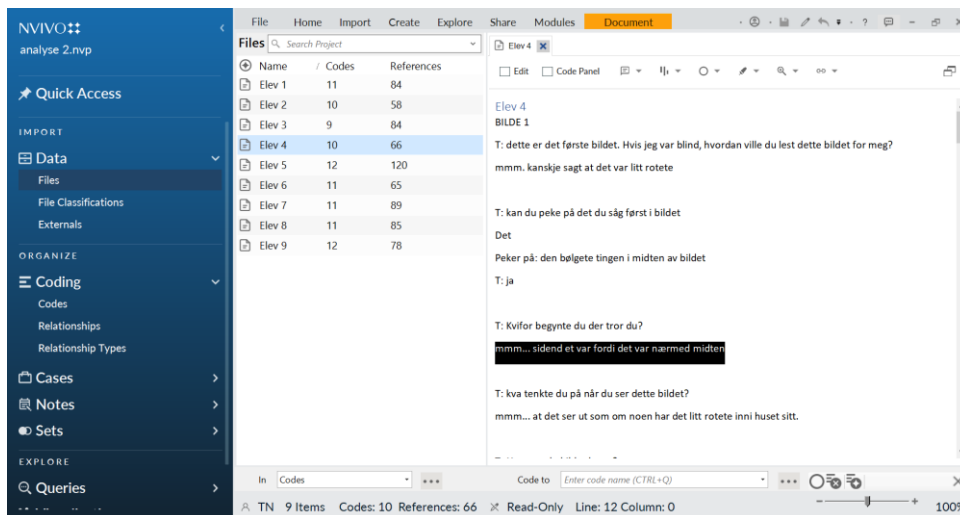 NVIVO
analyse 2.nvp
Quick Access
IMPORT
Data
Files
File Classifications
Externals
ORGANIZE
Coding
Codes
Relationships
Relationship Types
Cases
Notes
Sets
EXPLORE
Queries
File Home Import Create Explore Share Modules Document
Files Search Project
Name / Codes References
Elev 1 11 84
Elev 2 10 58
Elev 3 9 84
Elev 4 10 66
Elev 5 12 120
Elev 6 11 65
Elev 7 11 89
Elev 8 11 85
Elev 9 12 78
Elev 4
Edit Code Panel
Elev 4
BILDE 1
T: dette er det første bildet. Hvis jeg var blind, hvordan ville du lest dette bildet for meg?
mmm. kanskje sagt at det var litt rotete
T: kan du peke på det du såg først i bildet
Det
Peker på: den bølgete tingen i midten av bildet
T: ja
T: Kvifor begynte du der tror du?
mmm... sidend et var fordi det var nærmed midten
T: kva tenkte du på når du ser dette bildet?
mmm... at det ser ut som om noen har det litt rotete inni huset sitt.
In Codes
Code to Enter code name (CTRL+Q)
TN 9 Items Codes: 10 References: 66 Read-Only Line: 12 Column: 0 100%